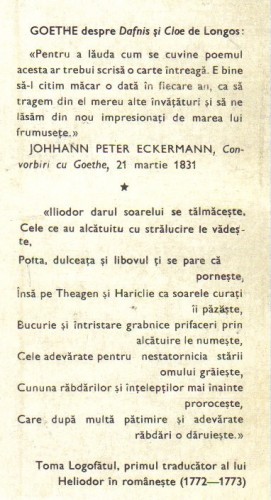 GOETHE despre Dafnis și Cloe de Longos:
«Pentru a lăuda cum se cuvine poemul
acesta ar trebui scrisă o carte întreagă. E bine
să-l citim măcar o dată în fiecare an, ca să
tragem din el mereu alte învățături și să ne
lăsăm din nou impresionați de marea lui
frumusețe.»
JOHHANN PETER ECKERMANN, Con-
vorbiri cu Goethe, 21 martie 1831
★
«Iliodor darul soarelui se tălmăcește.
Cele ce au alcătuitu cu strălucire le vădeș-
te,
Pofta, dulceața și libovul ți se pare că
pornește,
Însă pe Theagen și Hariclie ca soarele curați
îi păzăște,
Bucurie și întristare grabnice prifaceri prin
alcătuire le numește,
Cele adevărate pentru nestatornicia stării
omului grăiește,
Cununa răbdărilor și înțelepților mai înainte
prorocește,
Care după multă pătimire și adevărate
răbdări o dăruiește.»
Toma Logofătul, primul traducător al lui
Heliodor în românește (1772—1773)